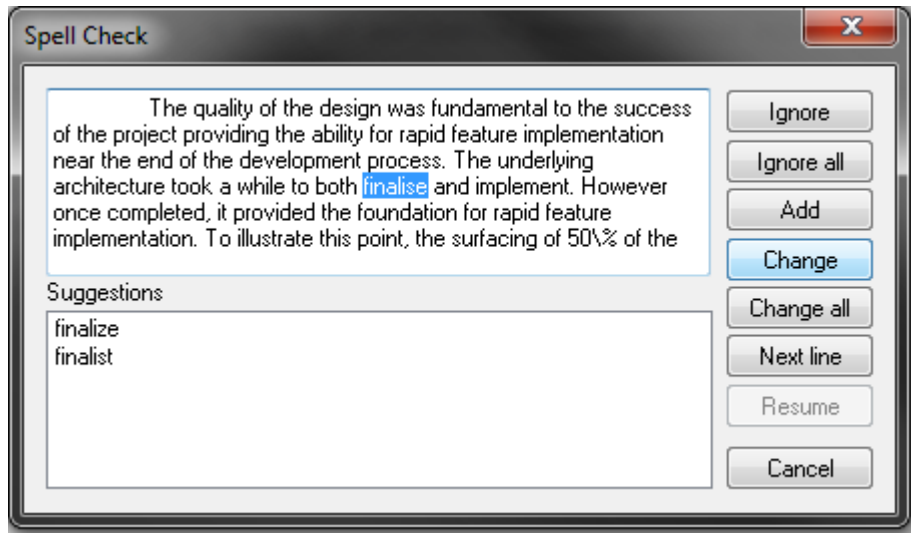 Spell Check
The quality of the design was fundamental to the success
of the project providing the ability for rapid feature implementation
near the end of the development process. The underlying
architecture took a while to both finalise and implement. However
once completed, it provided the foundation for rapid feature
implementation. To illustrate this point, the surfacing of 50\% of the
Suggestions
finalize
finalist
Ignore
Ignore all
Add
Change
Change all
Next line
Resume
Cancel